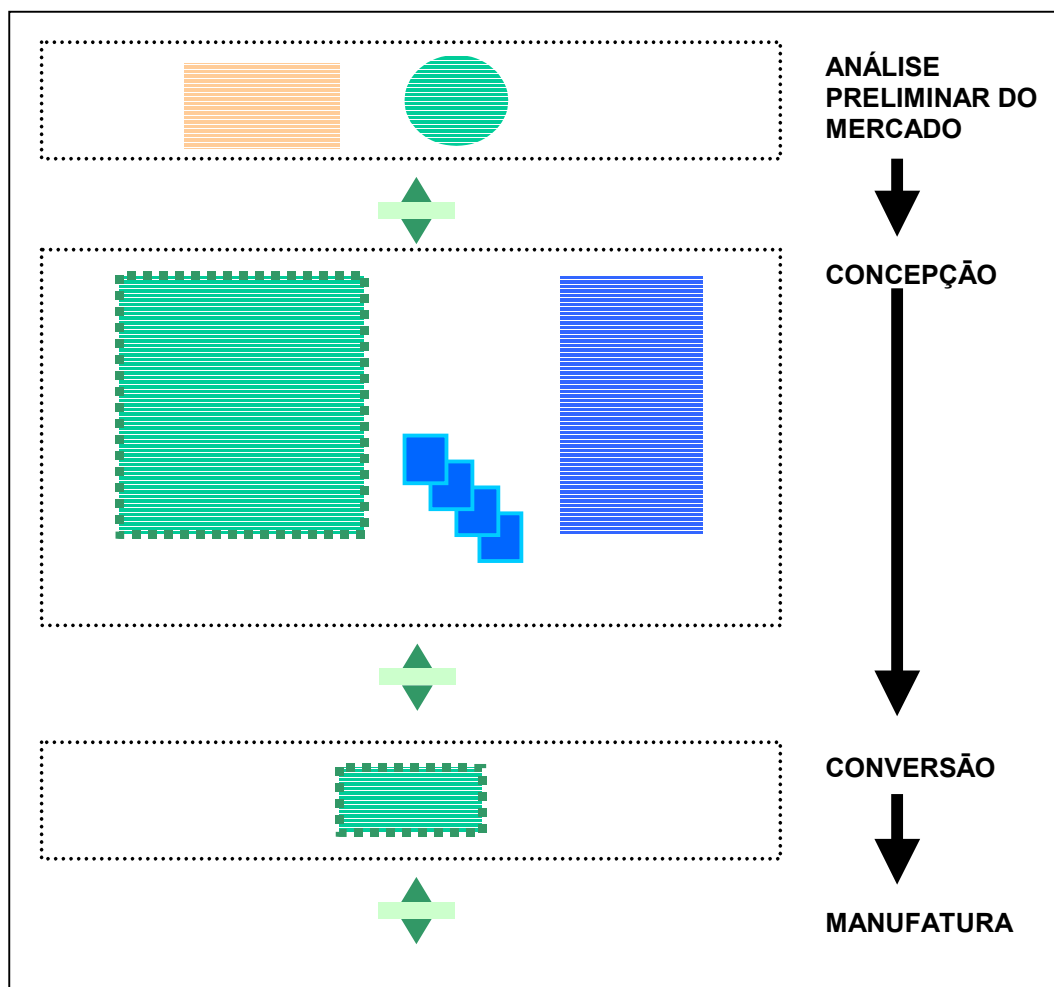 ANÁLISE
PRELIMINAR DO
MERCADO
CONCEPÇÃO
CONVERSÃO
MANUFATURA